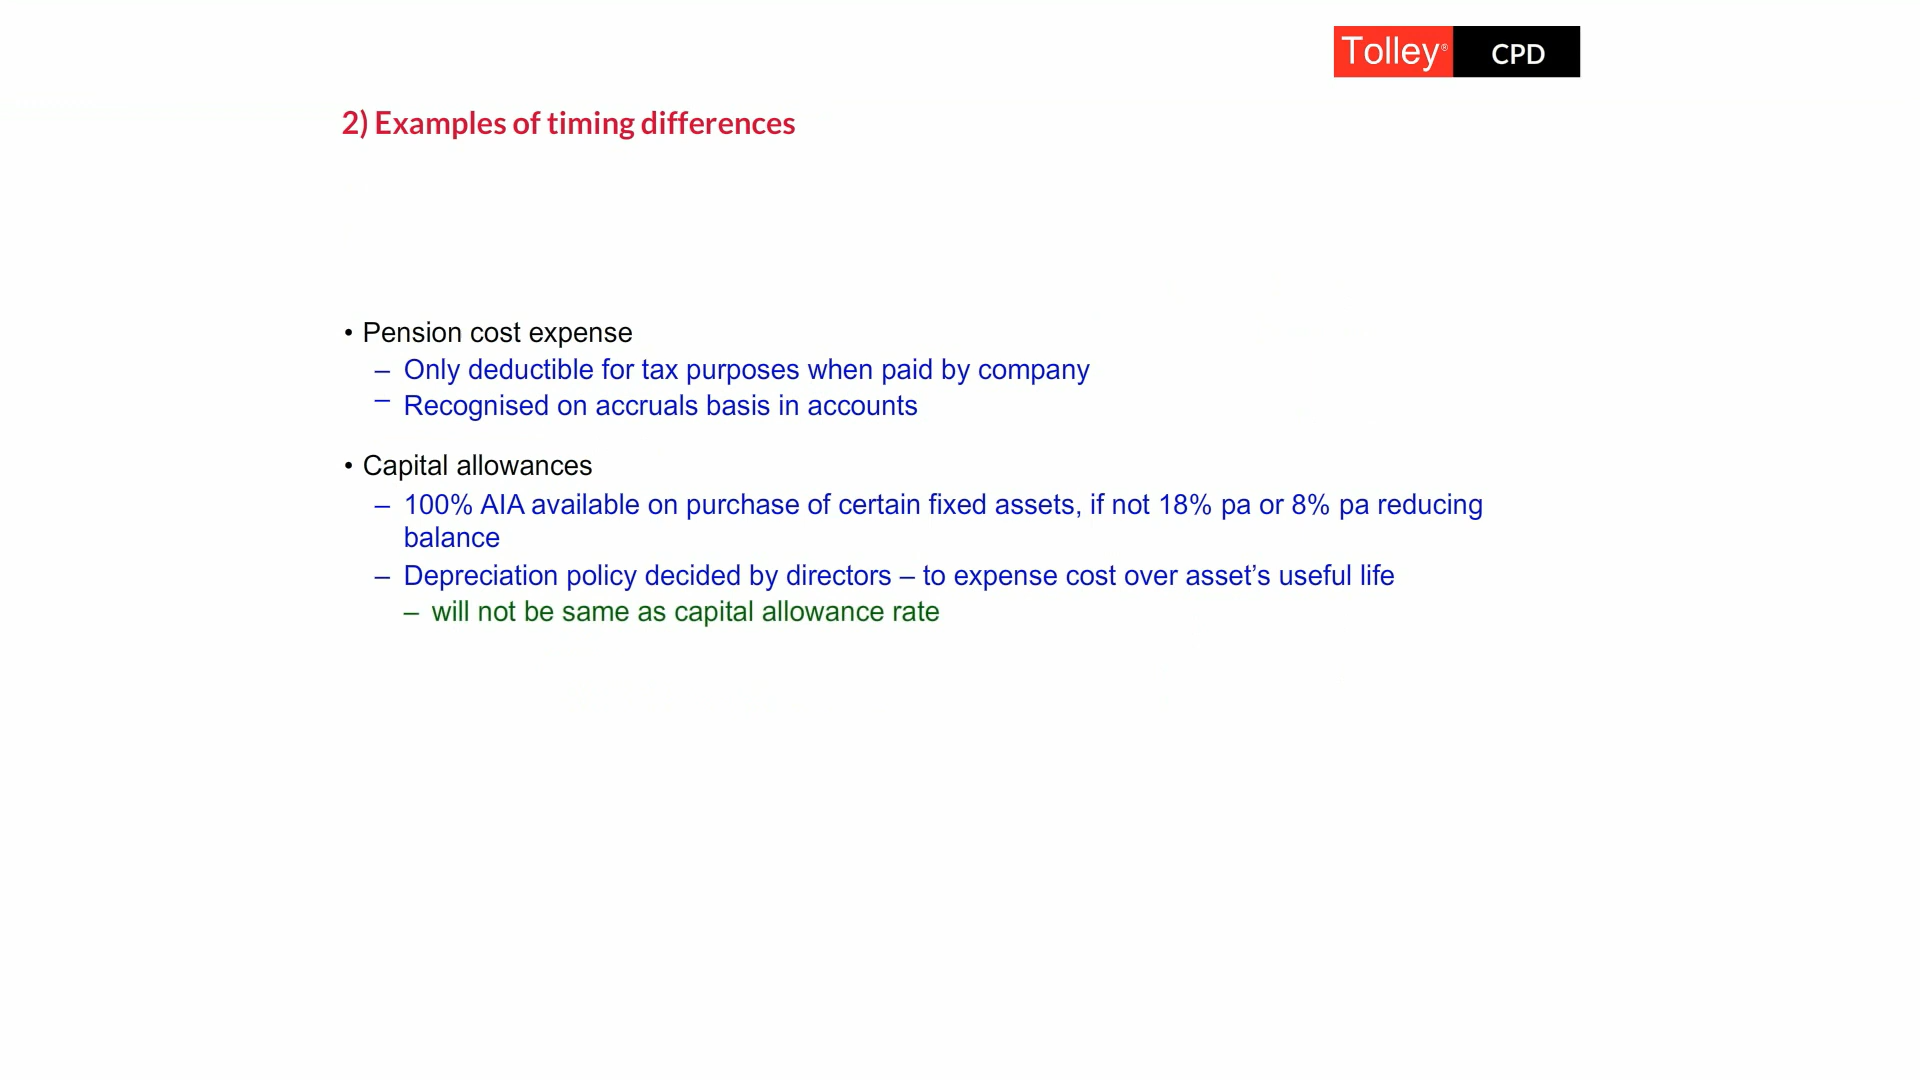 Tolley® CPD
2) Examples of timing differences
• Pension cost expense
– Only deductible for tax purposes when paid by company
– Recognised on accruals basis in accounts
• Capital allowances
– 100% AIA available on purchase of certain fixed assets, if not 18% pa or 8% pa reducing
balance
– Depreciation policy decided by directors – to expense cost over asset’s useful life
– will not be same as capital allowance rate